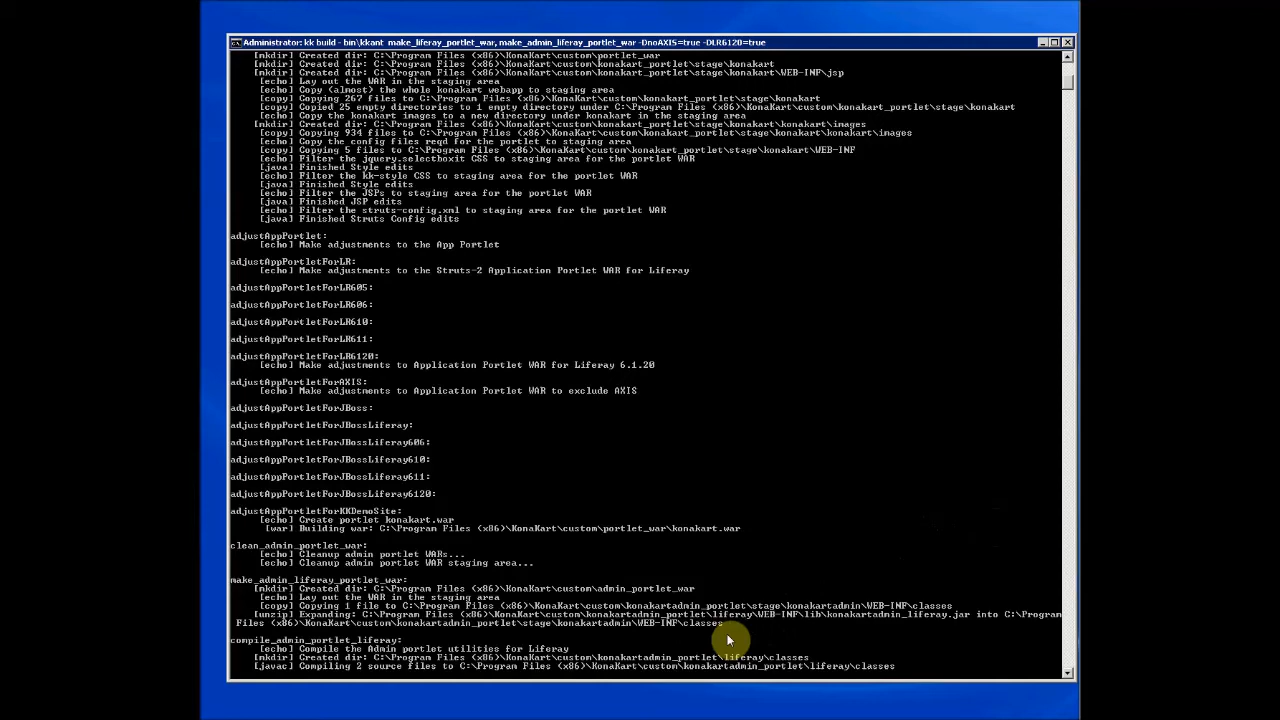 Administrator: kk build - bin\kkant make_liferay_portlet_war, make_admin_liferay_portlet_war -DnoAXIS=true -DLR6120=true
[mkdir] Created dir: C:\Program Files (x86)\KonaKart\custom\portlet_war
[mkdir] Created dir: C:\Program Files (x86)\KonaKart\custom\konakart_portlet\stage\konakart
[mkdir] Created dir: C:\Program Files (x86)\KonaKart\custom\konakart_portlet\stage\konakart\WEB-INF\jsp
[echo] Lay out the WAR in the staging area
[echo] Copy (almost) the whole konakart webapp to staging area
[copy] Copying 267 files to C:\Program Files (x86)\KonaKart\custom\konakart_portlet\stage\konakart
[copy] Copied 25 empty directories to 1 empty directory under C:\Program Files (x86)\KonaKart\custom\konakart_portlet\stage\konakart
[echo] Copy the konakart images to a new directory under konakart in the staging area
[mkdir] Created dir: C:\Program Files (x86)\KonaKart\custom\konakart_portlet\stage\konakart\konakart\images
[copy] Copying 934 files to C:\Program Files (x86)\KonaKart\custom\konakart_portlet\stage\konakart\konakart\images
[echo] Copy the config files reqd for the portlet to staging area
[copy] Copying 5 files to C:\Program Files (x86)\KonaKart\custom\konakart_portlet\stage\konakart\WEB-INF
[echo] Filter the jquery.selectboxit CSS to staging area for the portlet WAR
[java] Finished Style edits
[echo] Filter the kk-style CSS to staging area for the portlet WAR
[java] Finished Style edits
[echo] Filter the JSPs to staging area for the portlet WAR
[java] Finished JSP edits
[echo] Filter the struts-config.xml to staging area for the portlet WAR
[java] Finished Struts Config edits
adjustAppPortlet:
[echo] Make adjustments to the App Portlet
adjustAppPortletForLR:
[echo] Make adjustments to the Struts-2 Application Portlet WAR for Liferay
adjustAppPortletForLR605:
adjustAppPortletForLR606:
adjustAppPortletForLR610:
adjustAppPortletForLR611:
adjustAppPortletForLR6120:
[echo] Make adjustments to Application Portlet WAR for Liferay 6.1.20
adjustAppPortletForAXIS:
[echo] Make adjustments to Application Portlet WAR to exclude AXIS
adjustAppPortletForJBoss:
adjustAppPortletForJBossLiferay:
adjustAppPortletForJBossLiferay606:
adjustAppPortletForJBossLiferay610:
adjustAppPortletForJBossLiferay611:
adjustAppPortletForJBossLiferay6120:
adjustAppPortletForKKDemoSite:
[echo] Create portlet konakart.war
[war] Building war: C:\Program Files (x86)\KonaKart\custom\portlet_war\konakart.war
clean_admin_portlet_war:
[echo] Cleanup admin portlet WARs...
[echo] Cleanup admin portlet WAR staging area...
make_admin_liferay_portlet_war:
[mkdir] Created dir: C:\Program Files (x86)\KonaKart\custom\admin_portlet_war
[echo] Lay out the WAR in the staging area
[copy] Copying 1 file to C:\Program Files (x86)\KonaKart\custom\konakartadmin_portlet\stage\konakartadmin\WEB-INF\classes
[unzip] Expanding: C:\Program Files (x86)\KonaKart\custom\konakartadmin_portlet\liferay\WEB-INF\lib\konakartadmin_liferay.jar into C:\Program
Files (x86)\KonaKart\custom\konakartadmin_portlet\stage\konakartadmin\WEB-INF\classes
compile_admin_portlet_liferay:
[echo] Compile the Admin portlet utilities for Liferay
[mkdir] Created dir: C:\Program Files (x86)\KonaKart\custom\konakartadmin_portlet\liferay\classes
[javac] Compiling 2 source files to C:\Program Files (x86)\KonaKart\custom\konakartadmin_portlet\liferay\classes